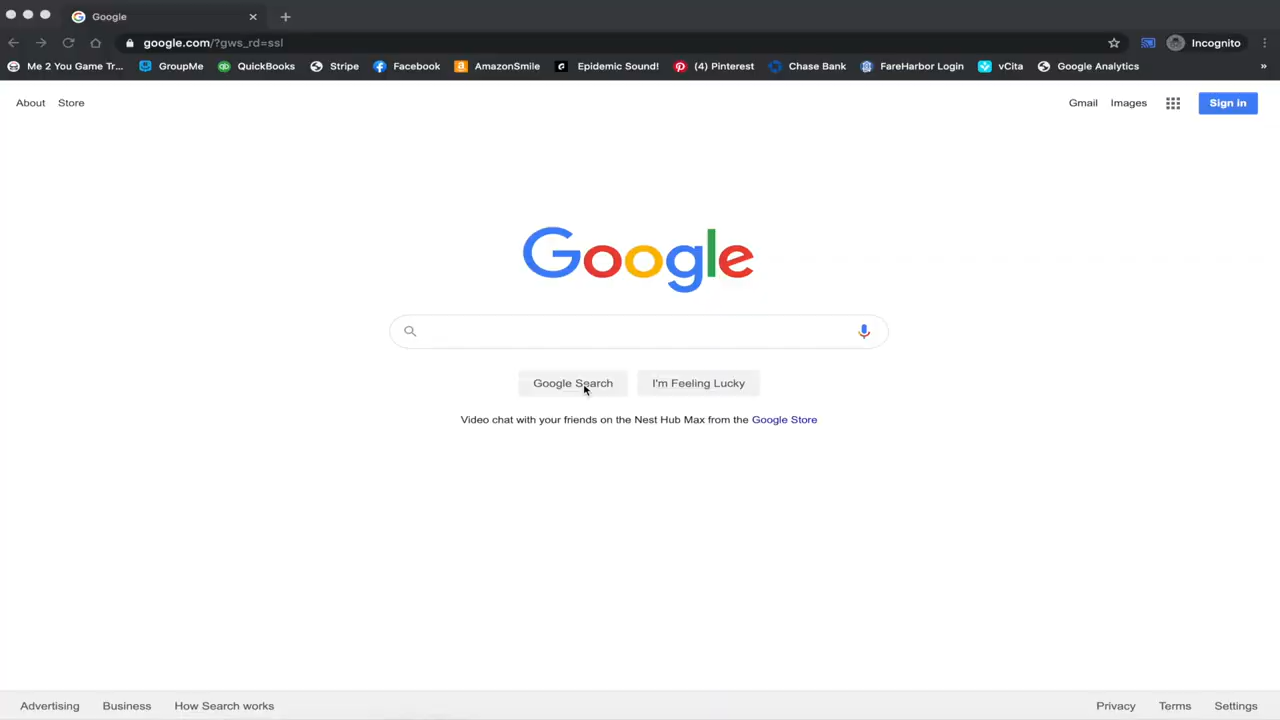 Google
google.com/?gws_rd=ssl
Incognito
Me 2 You Game Tr... GroupMe QuickBooks Stripe Facebook AmazonSmile Epidemic Sound! (4) Pinterest Chase Bank FareHarbor Login vCita Google Analytics »
About Store
Gmail Images Sign in
Google
Google Search I'm Feeling Lucky
Video chat with your friends on the Nest Hub Max from the Google Store
Advertising Business How Search works
Privacy Terms Settings